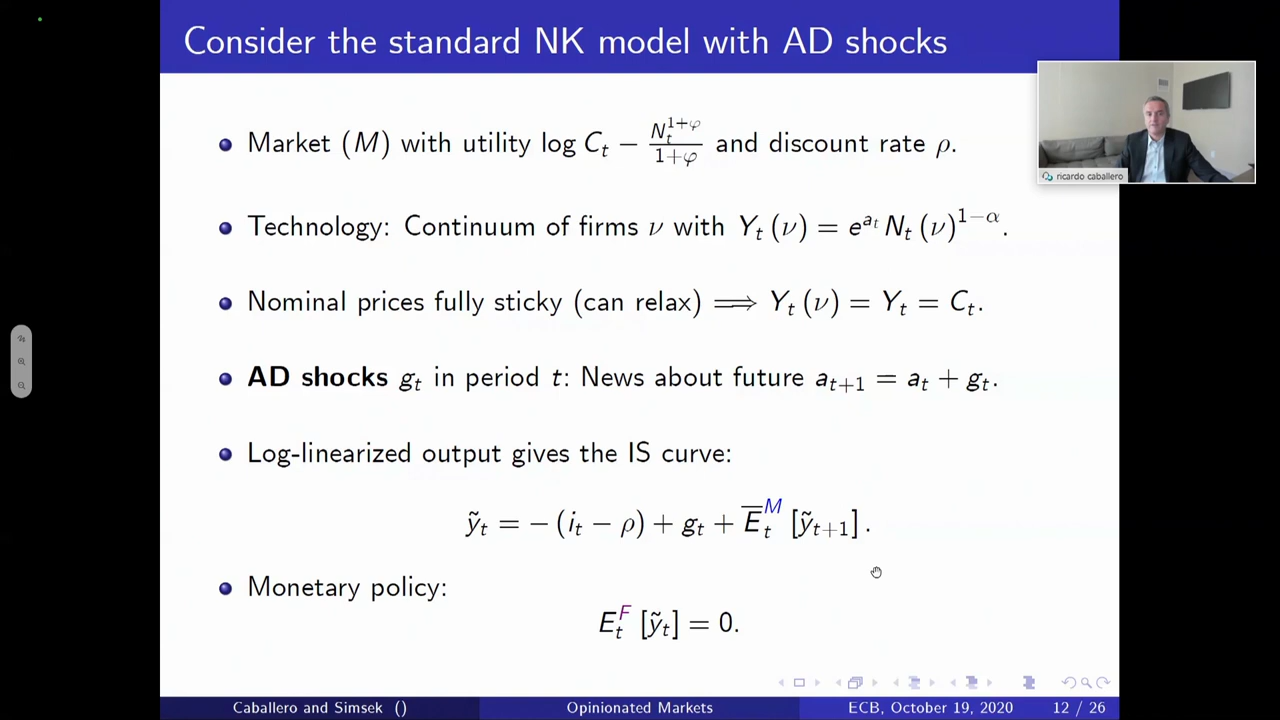 Consider the standard NK model with AD shocks
ricardo caballero
Market (M) with utility log C_t − N_t^{1+φ}/(1+φ) and discount rate ρ.
Technology: Continuum of firms ν with Y_t (ν) = e^{a_t} N_t (ν)^{1−α}.
Nominal prices fully sticky (can relax) ⟹ Y_t (ν) = Y_t = C_t.
AD shocks g_t in period t: News about future a_{t+1} = a_t + g_t.
Log-linearized output gives the IS curve:
ỹ_t = − (i_t − ρ) + g_t + Ē_t^M [ỹ_{t+1}] .
Monetary policy:
E_t^F [ỹ_t] = 0.
Caballero and Simsek () Opinionated Markets ECB, October 19, 2020 12 / 26